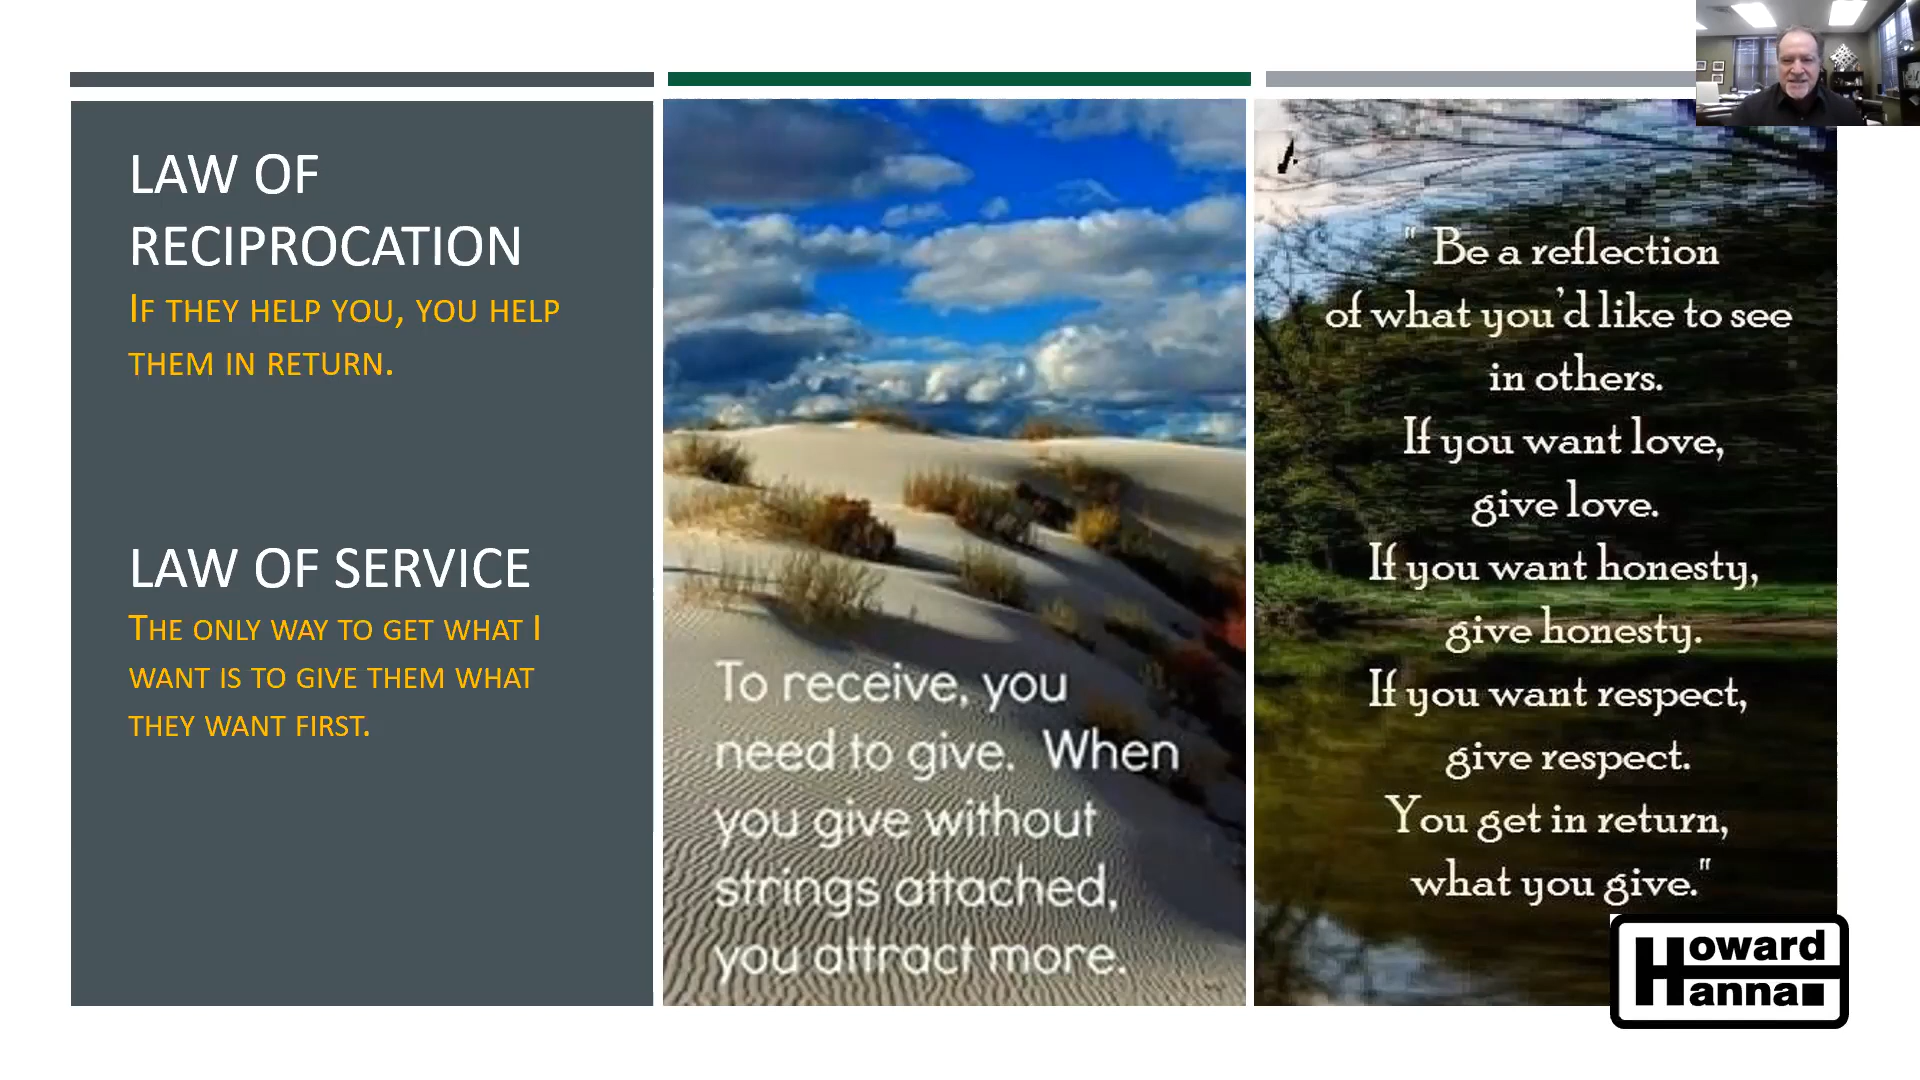 LAW OF
RECIPROCATION
IF THEY HELP YOU, YOU HELP
THEM IN RETURN.
LAW OF SERVICE
THE ONLY WAY TO GET WHAT I
WANT IS TO GIVE THEM WHAT
THEY WANT FIRST.
To receive, you
need to give. When
you give without
strings attached,
you attract more.
" Be a reflection
of what you'd like to see
in others.
If you want love,
give love.
If you want honesty,
give honesty.
If you want respect,
give respect.
You get in return,
what you give."
Howard
Hanna